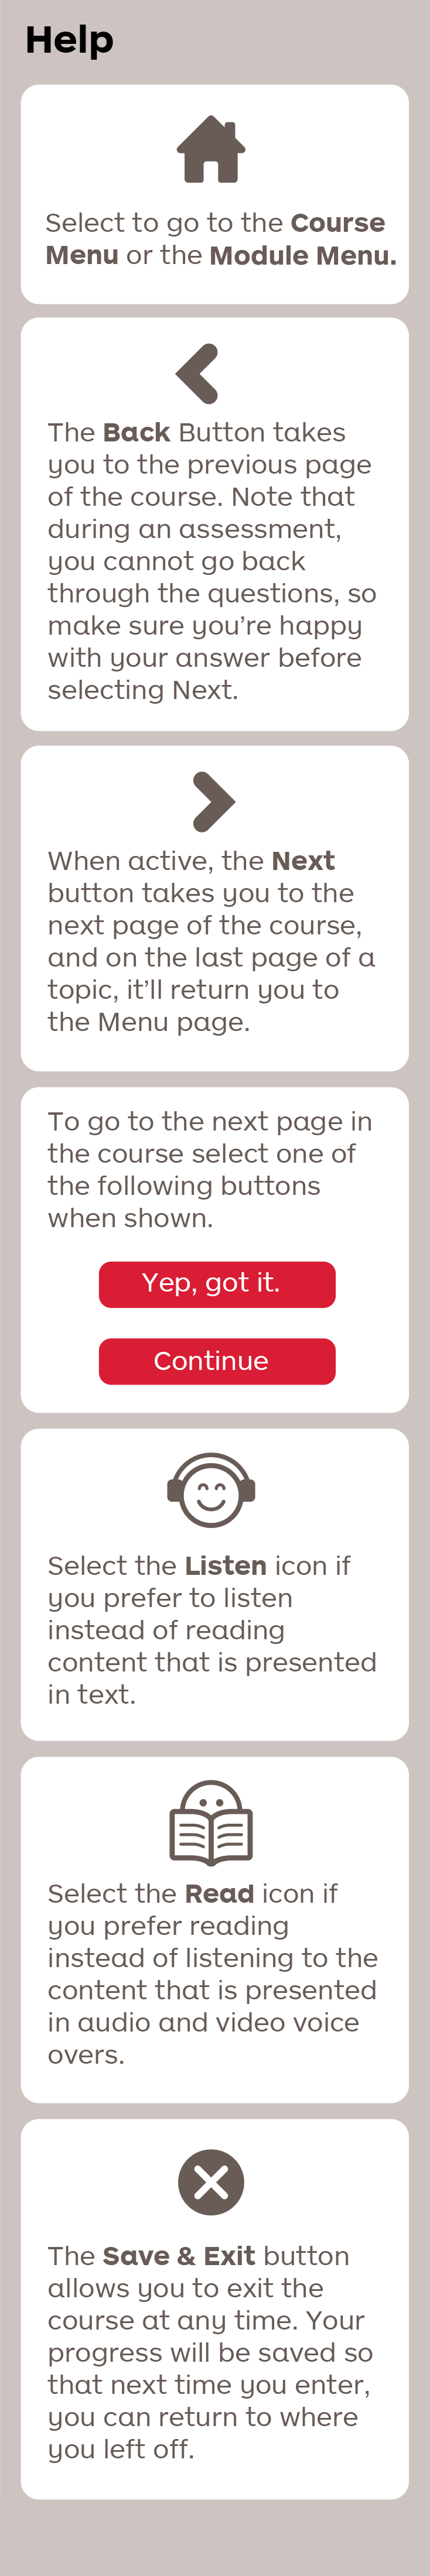 Help
Select to go to the Course
Menu or the Module Menu.
The Back Button takes
you to the previous page
of the course. Note that
during an assessment,
you cannot go back
through the questions, so
make sure you’re happy
with your answer before
selecting Next.
When active, the Next
button takes you to the
next page of the course,
and on the last page of a
topic, it’ll return you to
the Menu page.
To go to the next page in
the course select one of
the following buttons
when shown.
Yep, got it.
Continue
Select the Listen icon if
you prefer to listen
instead of reading
content that is presented
in text.
Select the Read icon if
you prefer reading
instead of listening to the
content that is presented
in audio and video voice
overs.
The Save & Exit button
allows you to exit the
course at any time. Your
progress will be saved so
that next time you enter,
you can return to where
you left off.